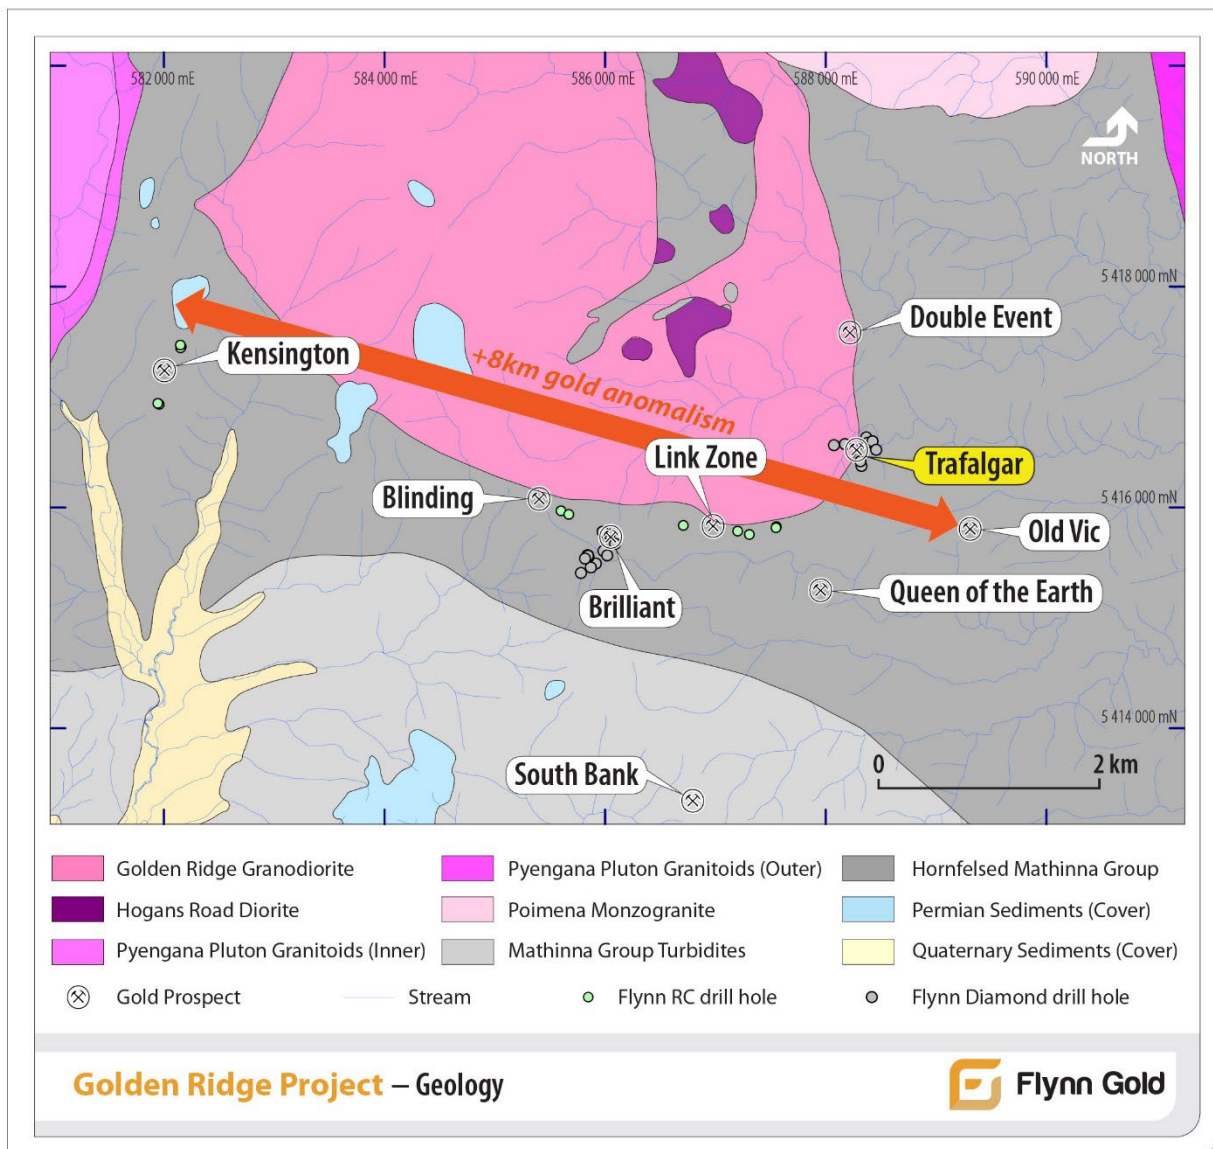 582 000 mE
584 000 mE
586 000 mE
588 000 mE
590 000 mE
NORTH
5 418 000 mN
Double Event
Kensington
+8km gold anomalism
Link Zone
Trafalgar
Blinding
5 416 000 mN
Old Vic
Brilliant
Queen of the Earth
5 414 000 mN
South Bank
0 2 km
Golden Ridge Granodiorite
Pyengana Pluton Granitoids (Outer)
Hornfelsed Mathinna Group
Hogans Road Diorite
Poimena Monzogranite
Permian Sediments (Cover)
Pyengana Pluton Granitoids (Inner)
Mathinna Group Turbidites
Quaternary Sediments (Cover)
Gold Prospect
Stream
Flynn RC drill hole
Flynn Diamond drill hole
Golden Ridge Project – Geology
Flynn Gold